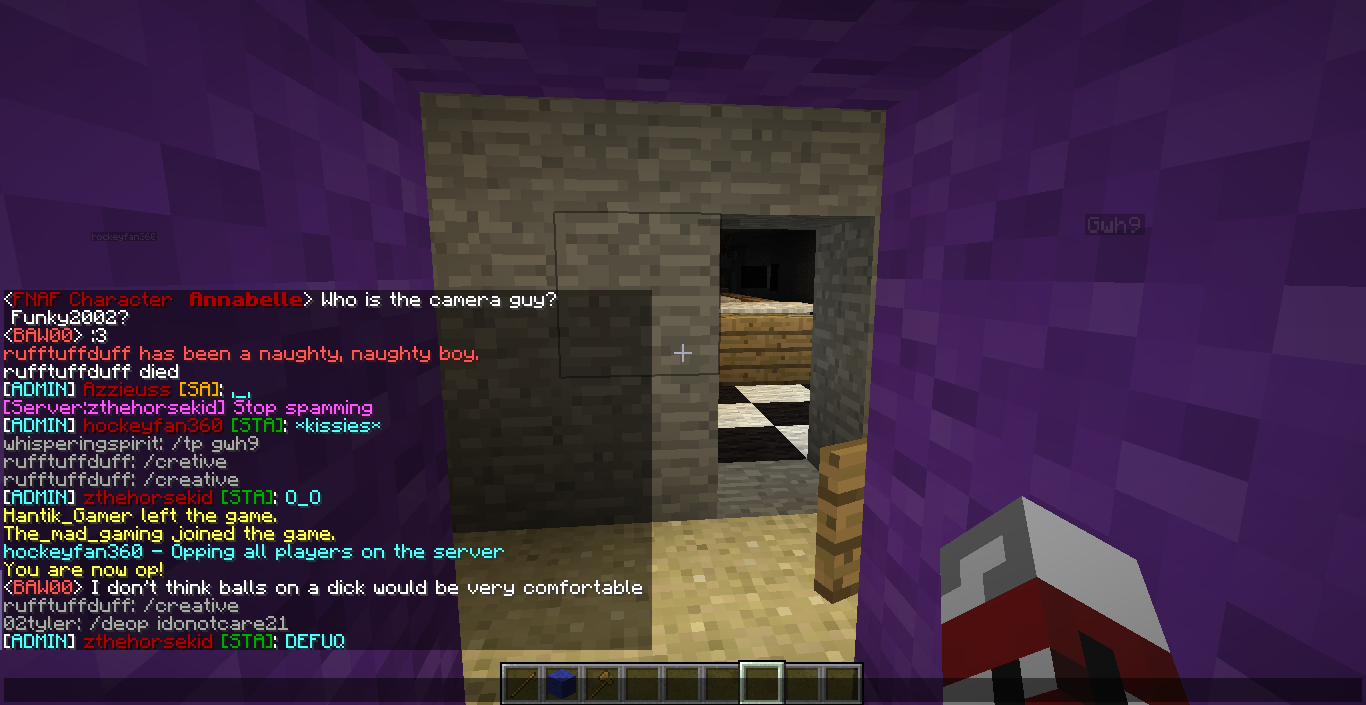 hockeyfan360
Gwh9
<FNAF Character Annabelle> Who is the camera guy?
Funky2002?
<BAW00> :3
rufftuffduff has been a naughty, naughty boy.
rufftuffduff died
[ADMIN] Azzieuss [SA]: ._.
[Server:zthehorsekid] Stop spamming
[ADMIN] hockeyfan360 [STA]: *kissies*
whisperingspirit: /tp gwh9
rufftuffduff: /cretive
rufftuffduff: /creative
[ADMIN] zthehorsekid [STA]: O_O
Hantik_Gamer left the game.
The_mad_gaming joined the game.
hockeyfan360 - Opping all players on the server
You are now op!
<BAW00> I don't think balls on a dick would be very comfortable
rufftuffduff: /creative
02tyler: /deop idonotcare21
[ADMIN] zthehorsekid [STA]: DEFUQ